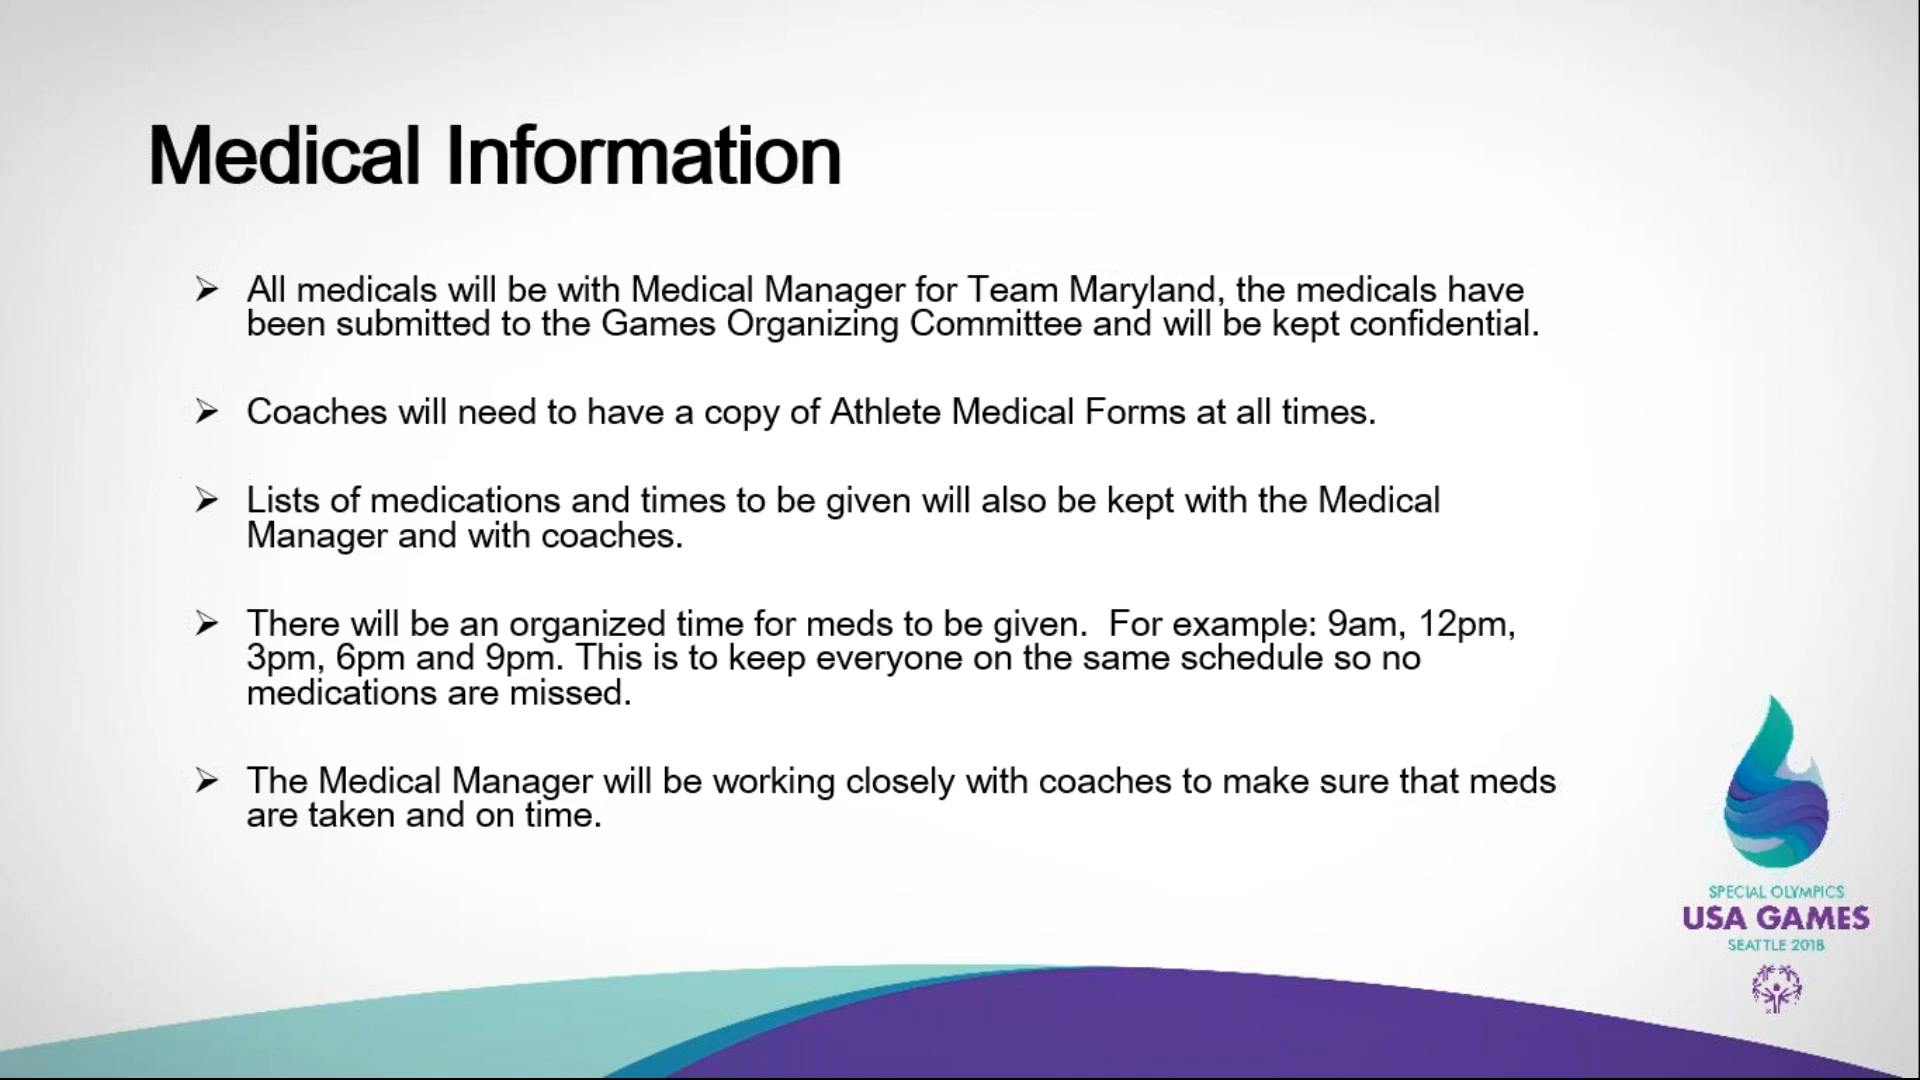 Medical Information
➢ All medicals will be with Medical Manager for Team Maryland, the medicals have
been submitted to the Games Organizing Committee and will be kept confidential.
➢ Coaches will need to have a copy of Athlete Medical Forms at all times.
➢ Lists of medications and times to be given will also be kept with the Medical
Manager and with coaches.
➢ There will be an organized time for meds to be given.  For example: 9am, 12pm,
3pm, 6pm and 9pm. This is to keep everyone on the same schedule so no
medications are missed.
➢ The Medical Manager will be working closely with coaches to make sure that meds
are taken and on time.
SPECIAL OLYMPICS
USA GAMES
SEATTLE 2018